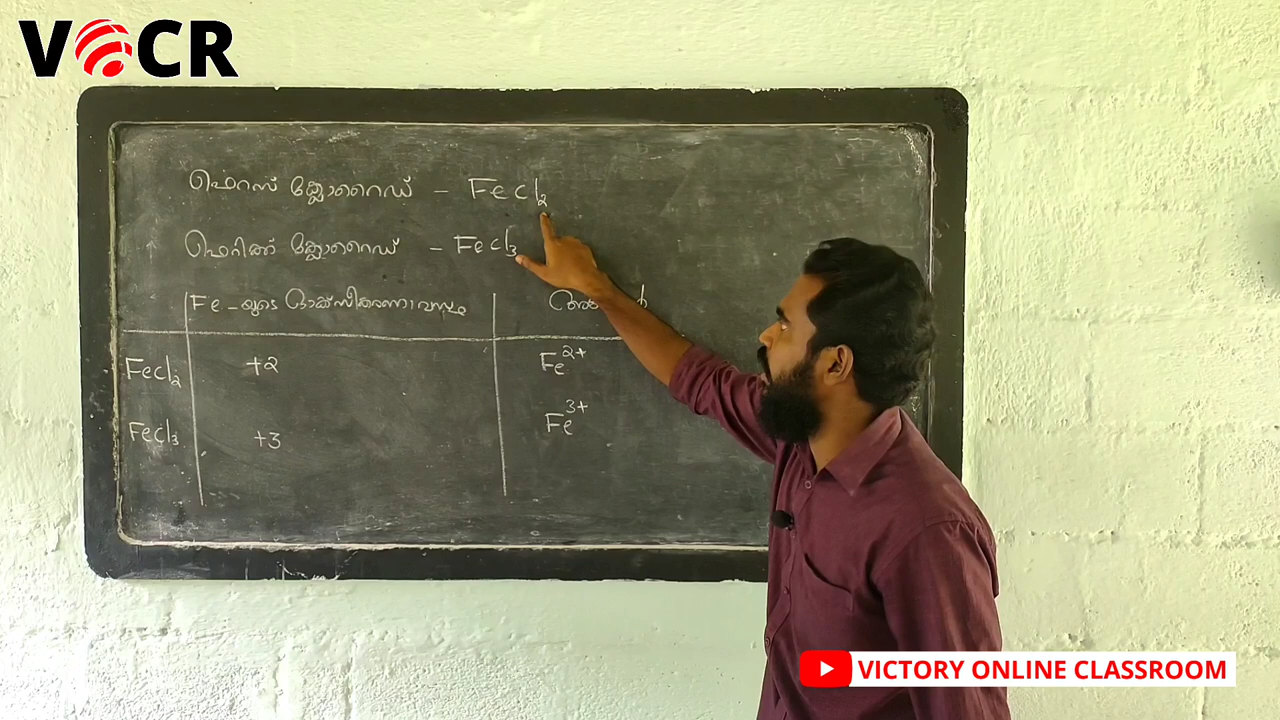 VOCR
ഫെറസ് ക്ലോറൈഡ് - FeCl2
ഫെറിക് ക്ലോറൈഡ് - FeCl3
Fe-യുടെ ഓക്സീകരണാവസ്ഥ
FeCl2 +2 Fe2+
FeCl3 +3 Fe3+
VICTORY ONLINE CLASSROOM